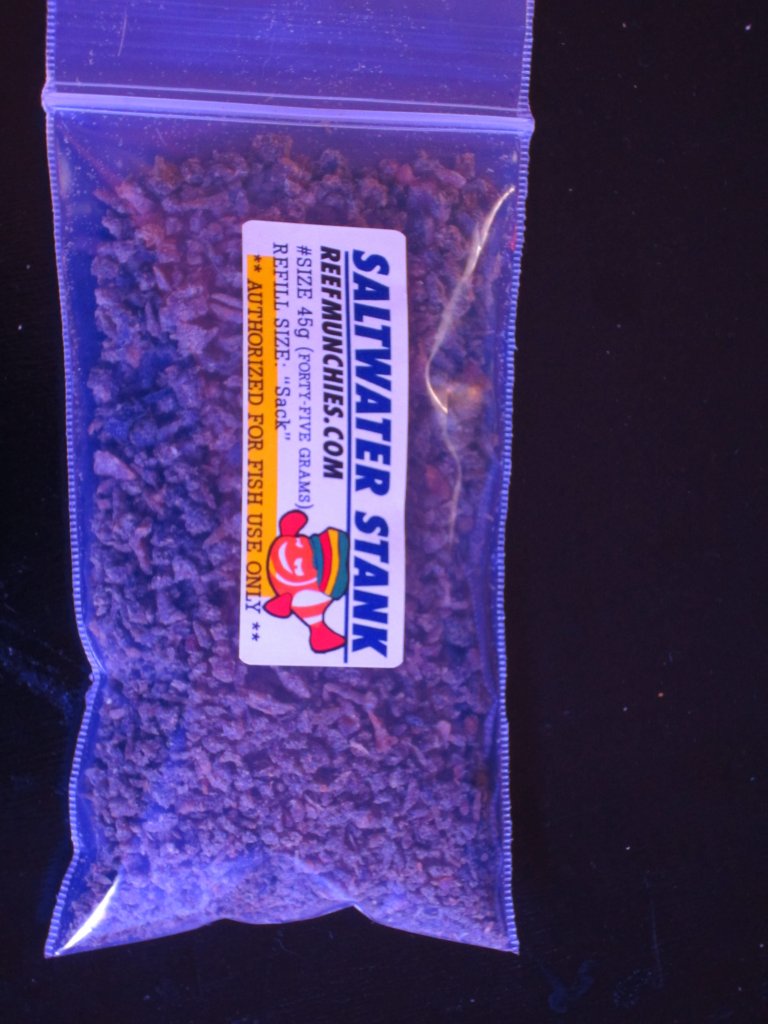 SALTWATER STANK
REEFMUNCHIES.COM
#SIZE 45g (FORTY-FIVE GRAMS)
REFILL SIZE: "Sack"
** AUTHORIZED FOR FISH USE ONLY **